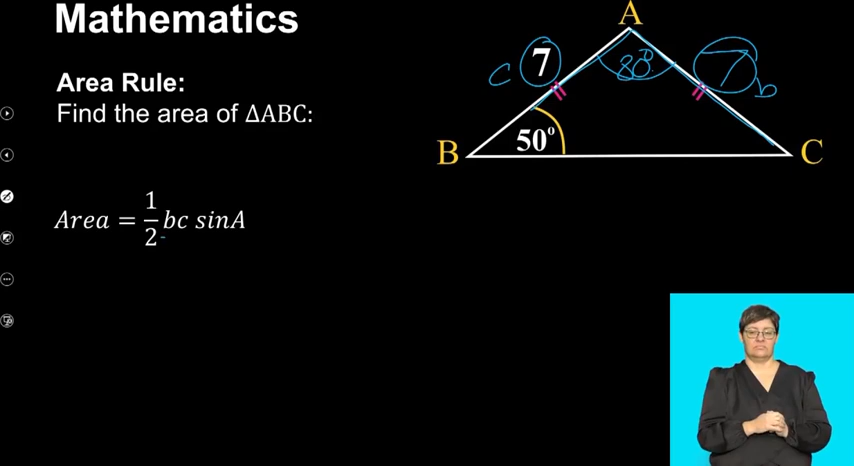 Mathematics
Area Rule:
Find the area of ΔABC:
Area = 1/2 bc sinA
A
c 7 80° 7 b
B 50° C